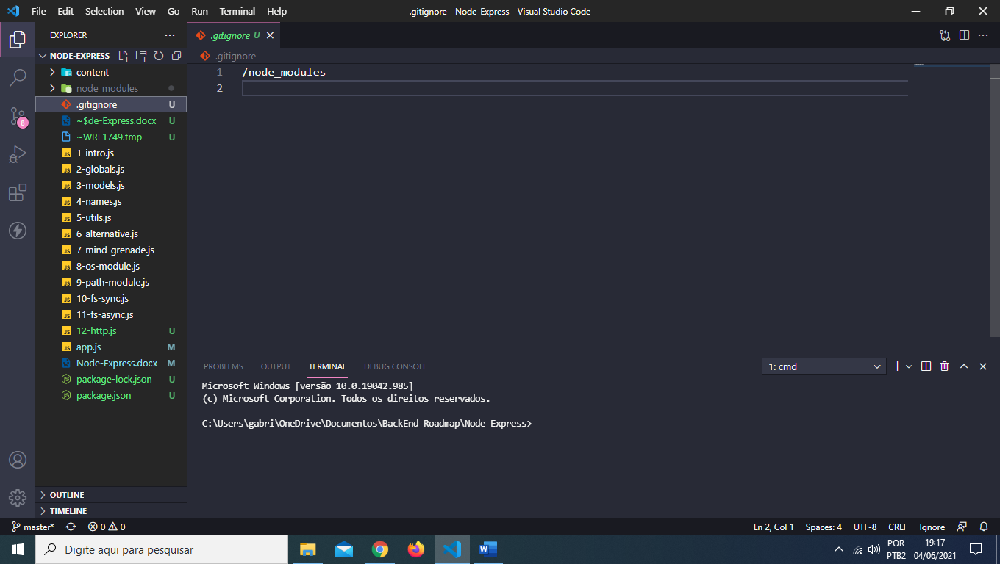 File Edit Selection View Go Run Terminal Help .gitignore - Node-Express - Visual Studio Code
EXPLORER
.gitignore U
NODE-EXPRESS
.gitignore
content
node_modules
.gitignore U
~$de-Express.docx U
~WRL1749.tmp U
1-intro.js
2-globals.js
3-models.js
4-names.js
5-utils.js
6-alternative.js
7-mind-grenade.js
8-os-module.js
9-path-module.js
10-fs-sync.js
11-fs-async.js
12-http.js U
app.js M
Node-Express.docx M
package-lock.json U
package.json U
8
OUTLINE
TIMELINE
1 /node_modules
2
PROBLEMS OUTPUT TERMINAL DEBUG CONSOLE 1: cmd
Microsoft Windows [versão 10.0.19042.985]
(c) Microsoft Corporation. Todos os direitos reservados.
C:\Users\gabri\OneDrive\Documentos\BackEnd-Roadmap\Node-Express>
master* 0 0 Ln 2, Col 1 Spaces: 4 UTF-8 CRLF Ignore
Digite aqui para pesquisar
POR
PTB2
19:17
04/06/2021